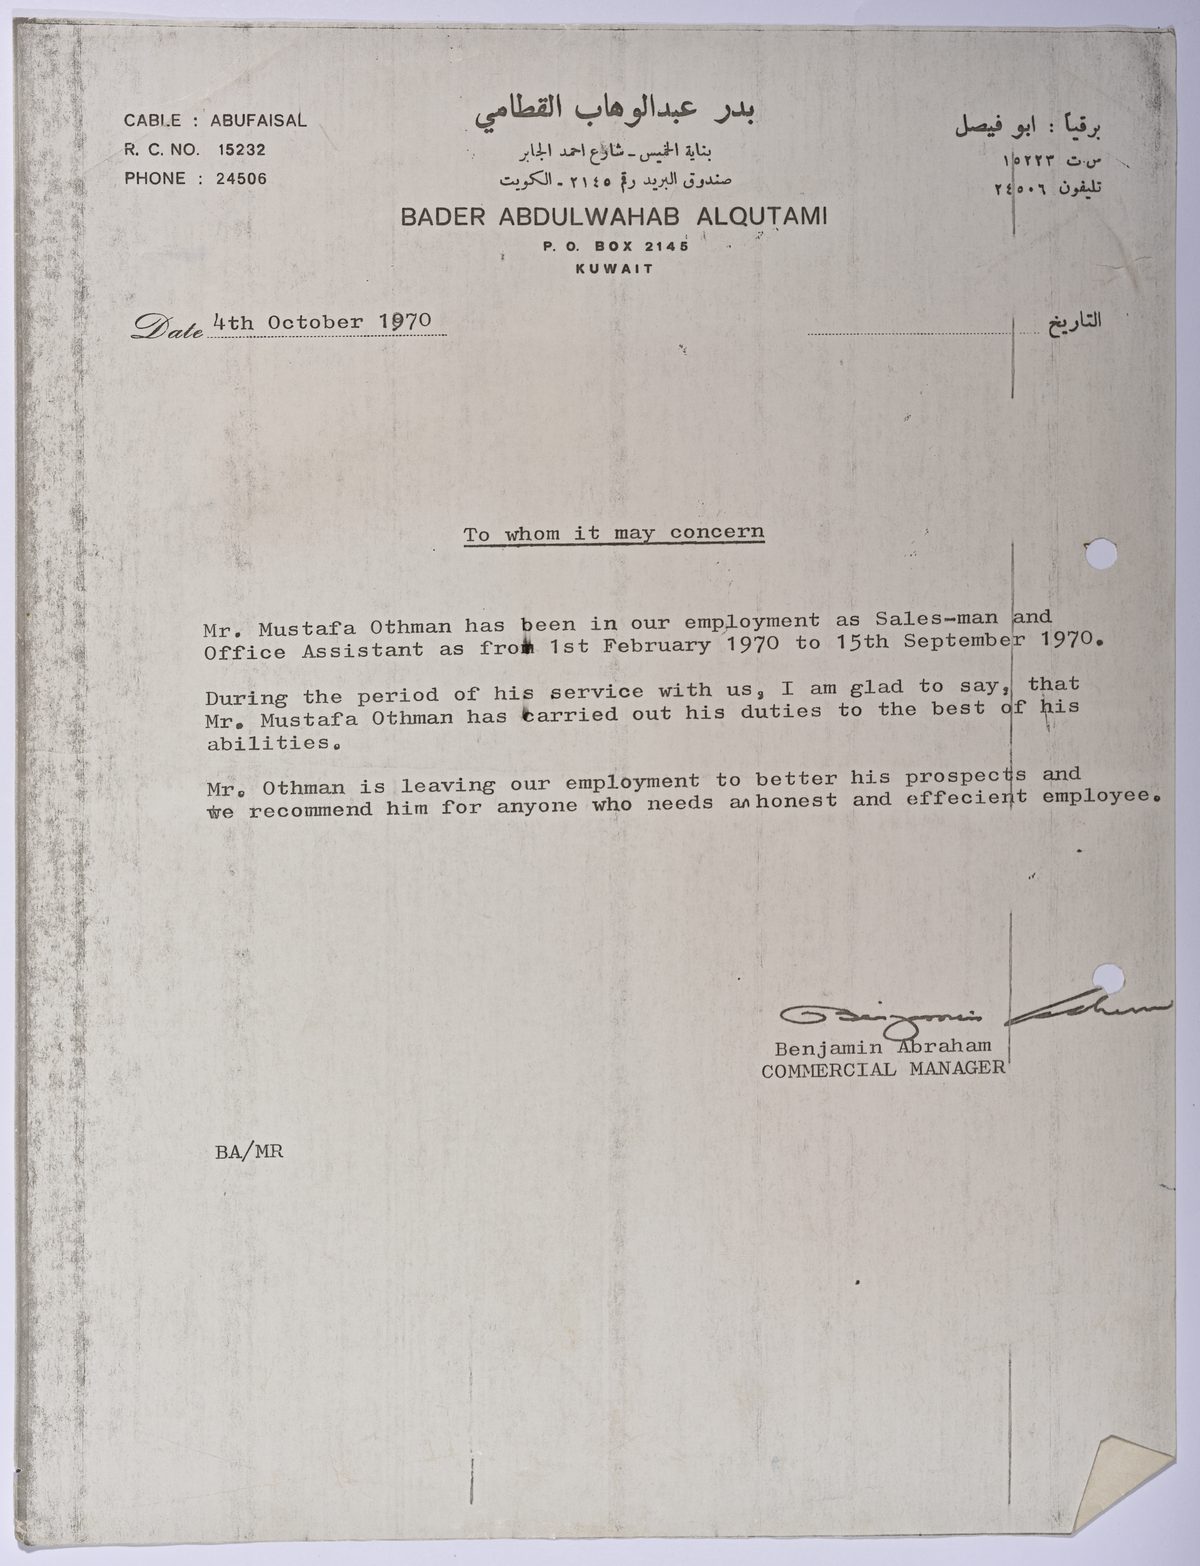 CABLE : ABUFAISAL
R. C. NO. 15232
PHONE : 24506
بدر عبدالوهاب القطامي
بناية الخميس - شارع احمد الجابر
صندوق البريد رقم ٢١٤٥ - الكويت
BADER ABDULWAHAB ALQUTAMI
P. O. BOX 2145
KUWAIT
برقياً : ابو فيصل
س.ت ١٥٢٢٣
تليفون ٢٤٥٠٦
Date 4th October 1970
التاريخ
To whom it may concern
Mr. Mustafa Othman has been in our employment as Sales-man and
Office Assistant as from 1st February 1970 to 15th September 1970.
During the period of his service with us, I am glad to say, that
Mr. Mustafa Othman has carried out his duties to the best of his
abilities.
Mr. Othman is leaving our employment to better his prospects and
we recommend him for anyone who needs an honest and effecient employee.
Benjamin Abraham
Benjamin Abraham
COMMERCIAL MANAGER
BA/MR